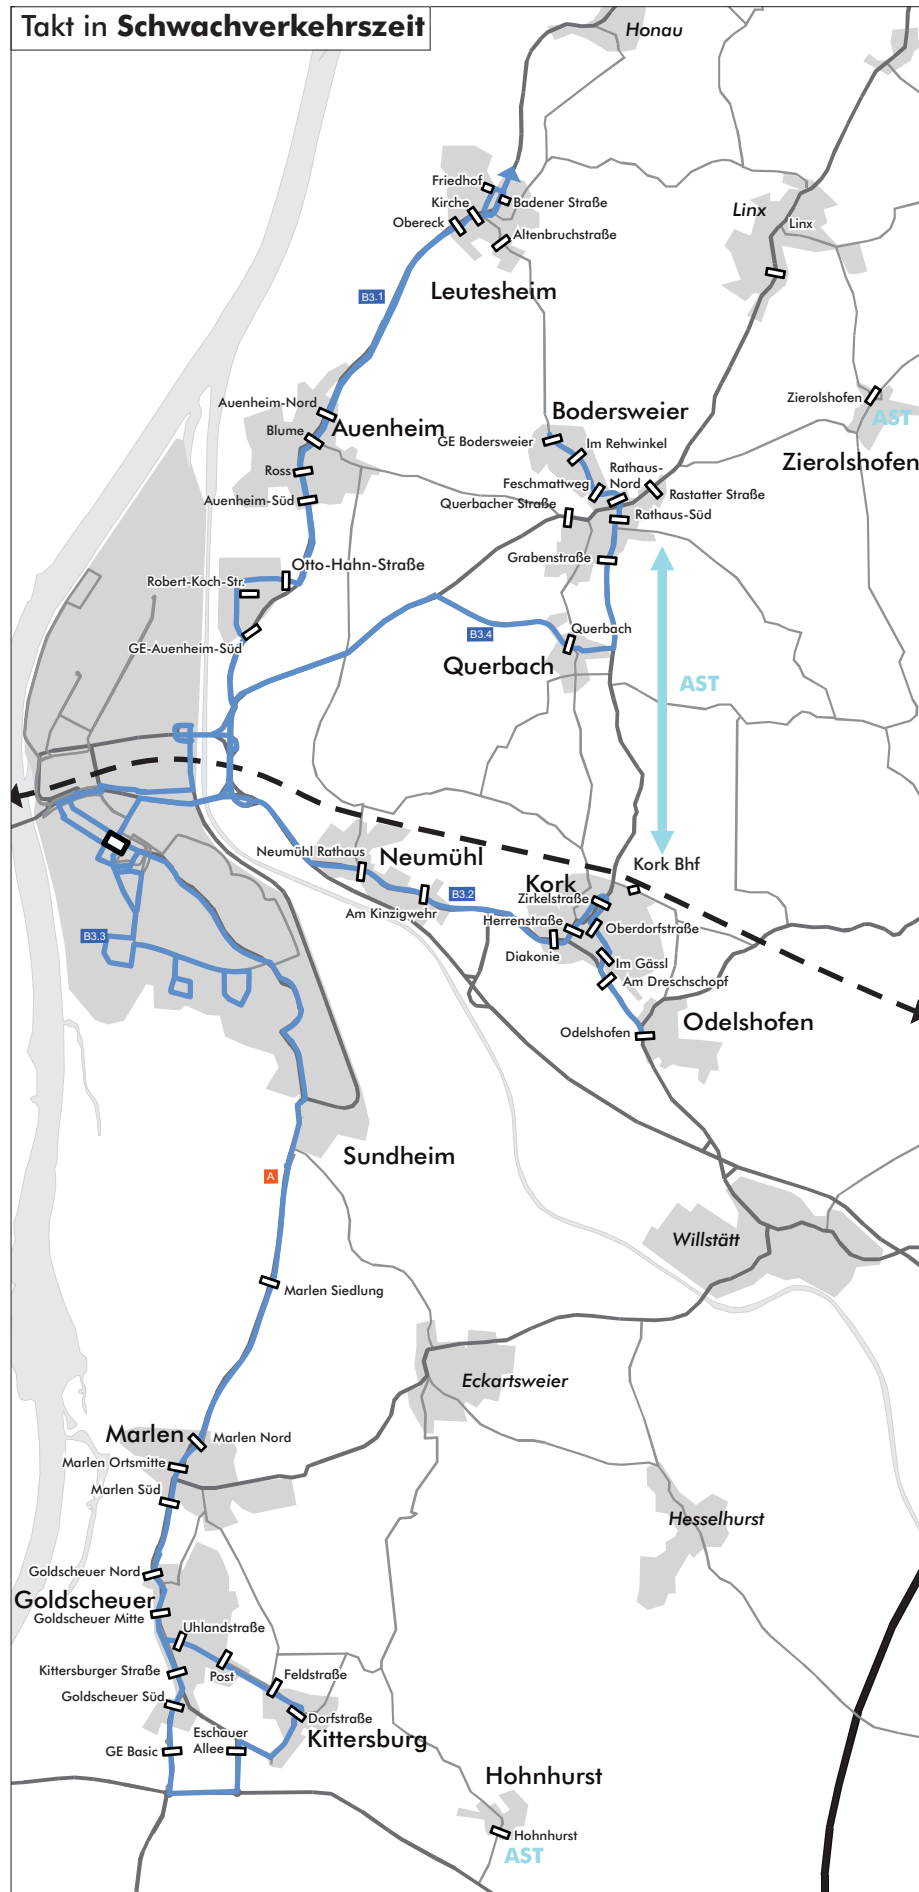 Takt in Schwachverkehrszeit
Honau
Friedhof
Kirche
Badener Straße
Obereck
Altenbruchstraße
Linx
Linx
Leutesheim
B3.1
Auenheim-Nord
Blume
Auenheim
Ross
Auenheim-Süd
Bodersweier
GE Bodersweier
Im Rehwinkel
Rathaus-
Nord
Feschmattweg
Rastatter Straße
Querbacher Straße
Rathaus-Süd
Grabenstraße
Zierolshofen
AST
Zierolshofen
Otto-Hahn-Straße
Robert-Koch-Str.
GE-Auenheim-Süd
B3.4
Querbach
Querbach
AST
Neumühl Rathaus
Neumühl
Am Kinzigwehr
B3.2
Kork Bhf
Kork
Zirkelstraße
Herrenstraße
Oberdorfstraße
Diakonie
Im Gässl
Am Dreschschopf
Odelshofen
Odelshofen
B3.3
Sundheim
A
Willstätt
Marlen Siedlung
Eckartsweier
Marlen
Marlen Nord
Marlen Ortsmitte
Marlen Süd
Hesselhurst
Goldscheuer Nord
Goldscheuer
Goldscheuer Mitte
Uhlandstraße
Kittersburger Straße
Post
Feldstraße
Goldscheuer Süd
Dorfstraße
Eschauer
Allee
Kittersburg
GE Basic
Hohnhurst
Hohnhurst
AST